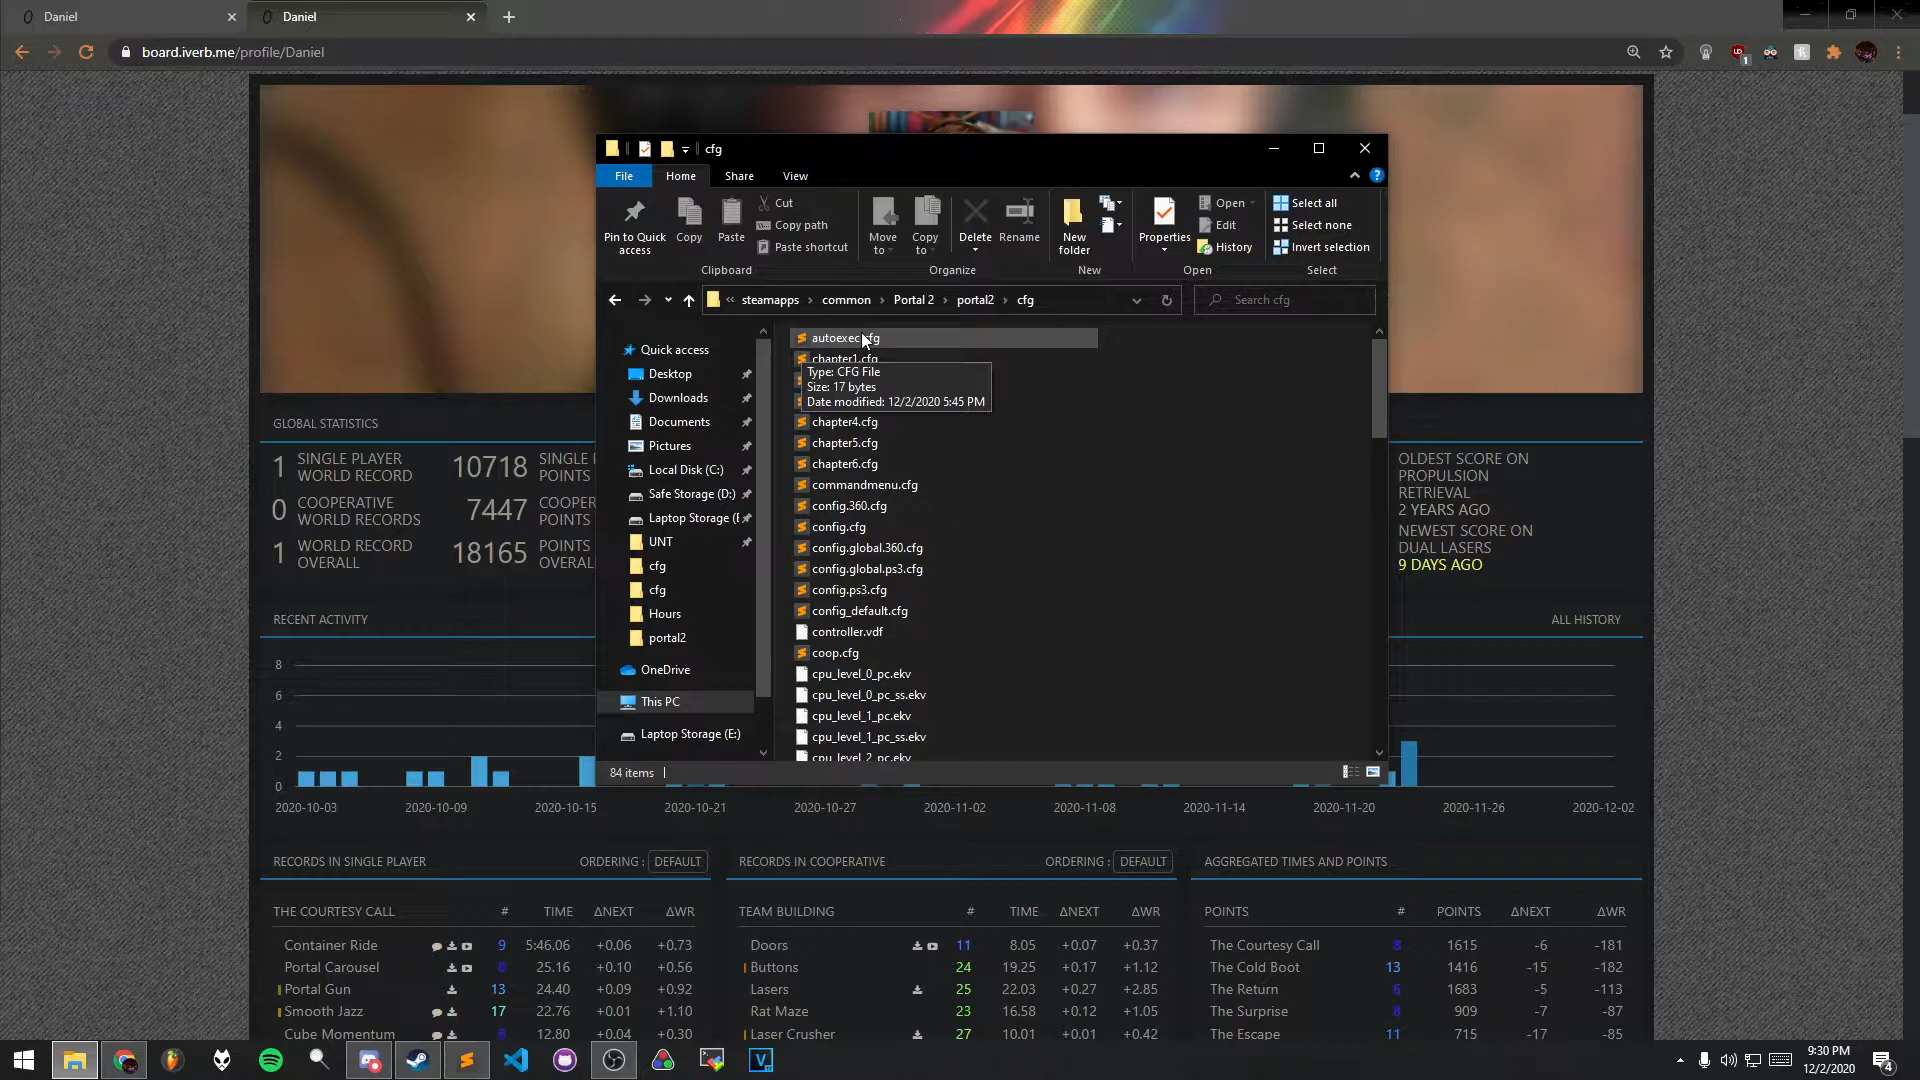 Daniel
Daniel
board.iverb.me/profile/Daniel
1
cfg
File
Home
Share
View
Pin to Quick access
Copy
Paste
Cut
Copy path
Paste shortcut
Clipboard
Move to
Copy to
Delete
Rename
Organize
New folder
New
Properties
Open
Edit
History
Open
Select all
Select none
Invert selection
Select
« steamapps › common › Portal 2 › portal2 › cfg
Search cfg
Quick access
Desktop
Downloads
Documents
Pictures
Local Disk (C:)
Safe Storage (D:)
Laptop Storage (E
UNT
cfg
cfg
Hours
portal2
OneDrive
This PC
Laptop Storage (E:)
autoexec.cfg
chapter1.cfg
Type: CFG File
Size: 17 bytes
Date modified: 12/2/2020 5:45 PM
chapter4.cfg
chapter5.cfg
chapter6.cfg
commandmenu.cfg
config.360.cfg
config.cfg
config.global.360.cfg
config.global.ps3.cfg
config.ps3.cfg
config_default.cfg
controller.vdf
coop.cfg
cpu_level_0_pc.ekv
cpu_level_0_pc_ss.ekv
cpu_level_1_pc.ekv
cpu_level_1_pc_ss.ekv
cpu_level_2_pc.ekv
84 items
GLOBAL STATISTICS
1 SINGLE PLAYER WORLD RECORD 10718 SINGLE
POINTS
0 COOPERATIVE WORLD RECORDS 7447 COOPER
POINTS
1 WORLD RECORD OVERALL 18165 POINTS
OVERALL
OLDEST SCORE ON
PROPULSION
RETRIEVAL
2 YEARS AGO
NEWEST SCORE ON
DUAL LASERS
9 DAYS AGO
RECENT ACTIVITY
ALL HISTORY
8
6
4
2
0
2020-10-03 2020-10-09 2020-10-15 2020-10-21 2020-10-27 2020-11-02 2020-11-08 2020-11-14 2020-11-20 2020-11-26 2020-12-02
RECORDS IN SINGLE PLAYER ORDERING : DEFAULT
THE COURTESY CALL # TIME ΔNEXT ΔWR
Container Ride 9 5:46.06 +0.06 +0.73
Portal Carousel 8 25.16 +0.10 +0.56
Portal Gun 13 24.40 +0.09 +0.92
Smooth Jazz 17 22.76 +0.01 +1.10
Cube Momentum 8 12.80 +0.04 +0.30
RECORDS IN COOPERATIVE ORDERING : DEFAULT
TEAM BUILDING # TIME ΔNEXT ΔWR
Doors 11 8.05 +0.07 +0.37
Buttons 24 19.25 +0.17 +1.12
Lasers 25 22.03 +0.27 +2.85
Rat Maze 23 16.58 +0.12 +1.05
Laser Crusher 27 10.01 +0.01 +0.42
AGGREGATED TIMES AND POINTS
POINTS # POINTS ΔNEXT ΔWR
The Courtesy Call 8 1615 -6 -181
The Cold Boot 13 1416 -15 -182
The Return 6 1683 -5 -113
The Surprise 8 909 -7 -87
The Escape 11 715 -17 -85
9:30 PM
12/2/2020
4